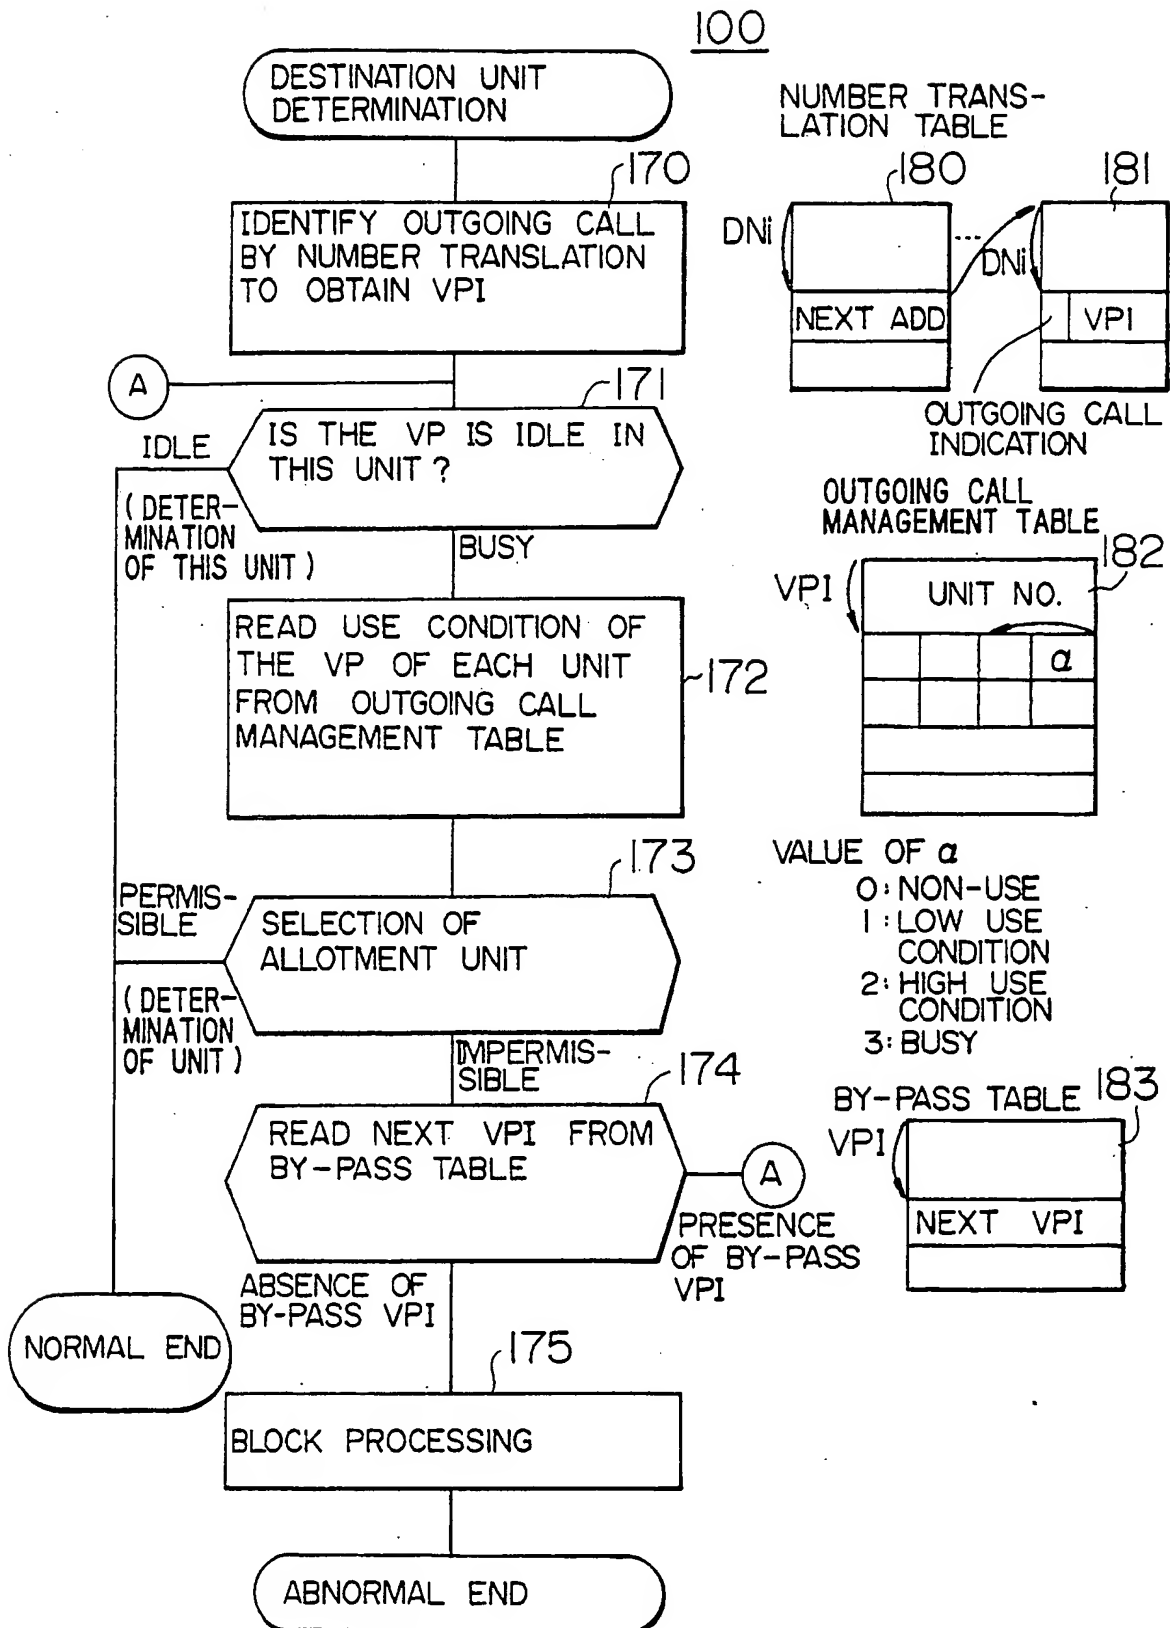 100
DESTINATION UNIT
DETERMINATION
170
IDENTIFY OUTGOING CALL
BY NUMBER TRANSLATION
TO OBTAIN VPI
A
171
IS THE VP IS IDLE IN
THIS UNIT?
IDLE
(DETER-
MINATION
OF THIS UNIT)
BUSY
READ USE CONDITION OF
THE VP OF EACH UNIT
FROM OUTGOING CALL
MANAGEMENT TABLE
172
173
SELECTION OF
ALLOTMENT UNIT
PERMIS-
SIBLE
(DETER-
MINATION
OF UNIT)
IMPERMIS-
SIBLE
174
READ NEXT VPI FROM
BY-PASS TABLE
A
PRESENCE
OF BY-PASS
VPI
ABSENCE OF
BY-PASS VPI
NORMAL END
175
BLOCK PROCESSING
ABNORMAL END
NUMBER TRANS-
LATION TABLE
180
181
DNi
...
DNi
NEXT ADD
VPI
OUTGOING CALL
INDICATION
OUTGOING CALL
MANAGEMENT TABLE
182
VPI
UNIT NO.
α
VALUE OF α
0: NON-USE
1: LOW USE
CONDITION
2: HIGH USE
CONDITION
3: BUSY
BY-PASS TABLE
183
VPI
NEXT VPI